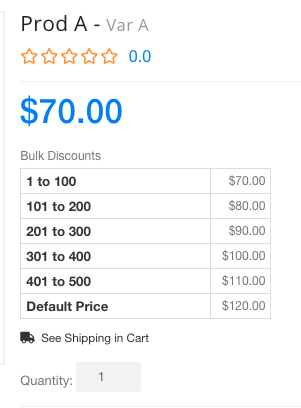 Prod A - Var A
0.0
$70.00
Bulk Discounts
1 to 100 $70.00
101 to 200 $80.00
201 to 300 $90.00
301 to 400 $100.00
401 to 500 $110.00
Default Price $120.00
See Shipping in Cart
Quantity: 1